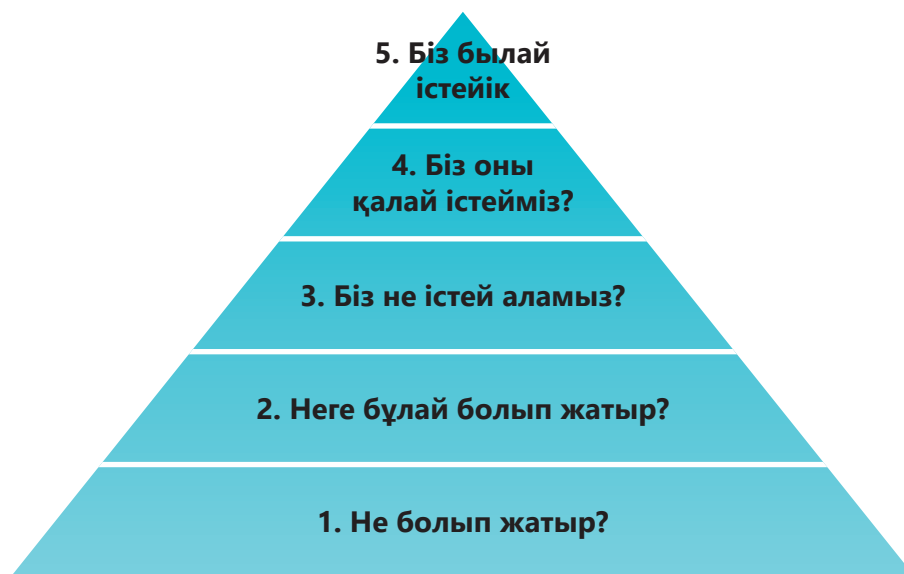 5. Біз былай
істейік
4. Біз оны
қалай істейміз?
3. Біз не істей аламыз?
2. Неге бұлай болып жатыр?
1. Не болып жатыр?